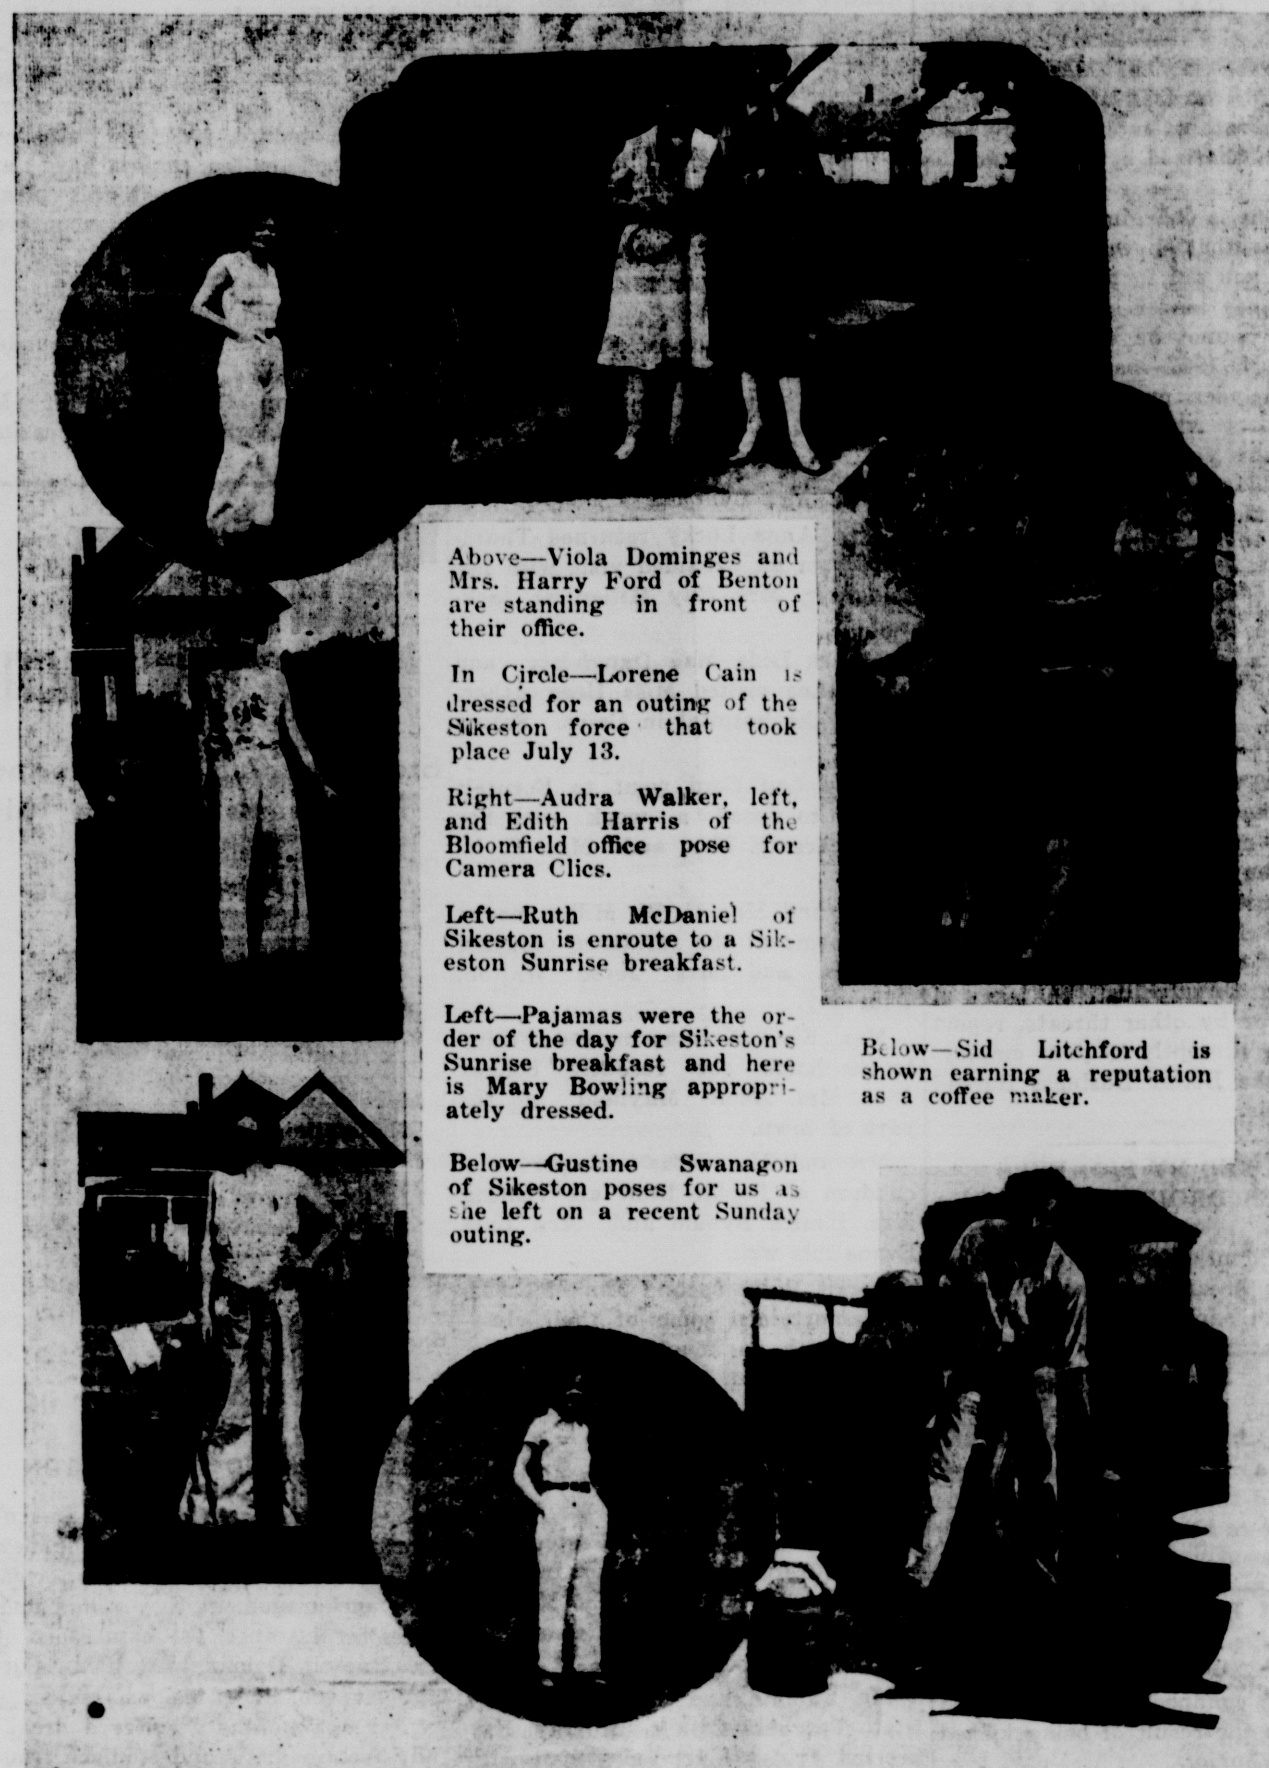 Above—Viola Dominges and
Mrs. Harry Ford of Benton
are standing in front of
their office.
In Circle—Lorene Cain is
dressed for an outing of the
Sikeston force that took
place July 13.
Right—Audra Walker, left,
and Edith Harris of the
Bloomfield office pose for
Camera Clics.
Left—Ruth McDaniel of
Sikeston is enroute to a Sik-
eston Sunrise breakfast.
Left—Pajamas were the or-
der of the day for Sikeston's
Sunrise breakfast and here
is Mary Bowling appropri-
ately dressed.
Below—Gustine Swanagon
of Sikeston poses for us as
she left on a recent Sunday
outing.
Below—Sid Litchford is
shown earning a reputation
as a coffee maker.